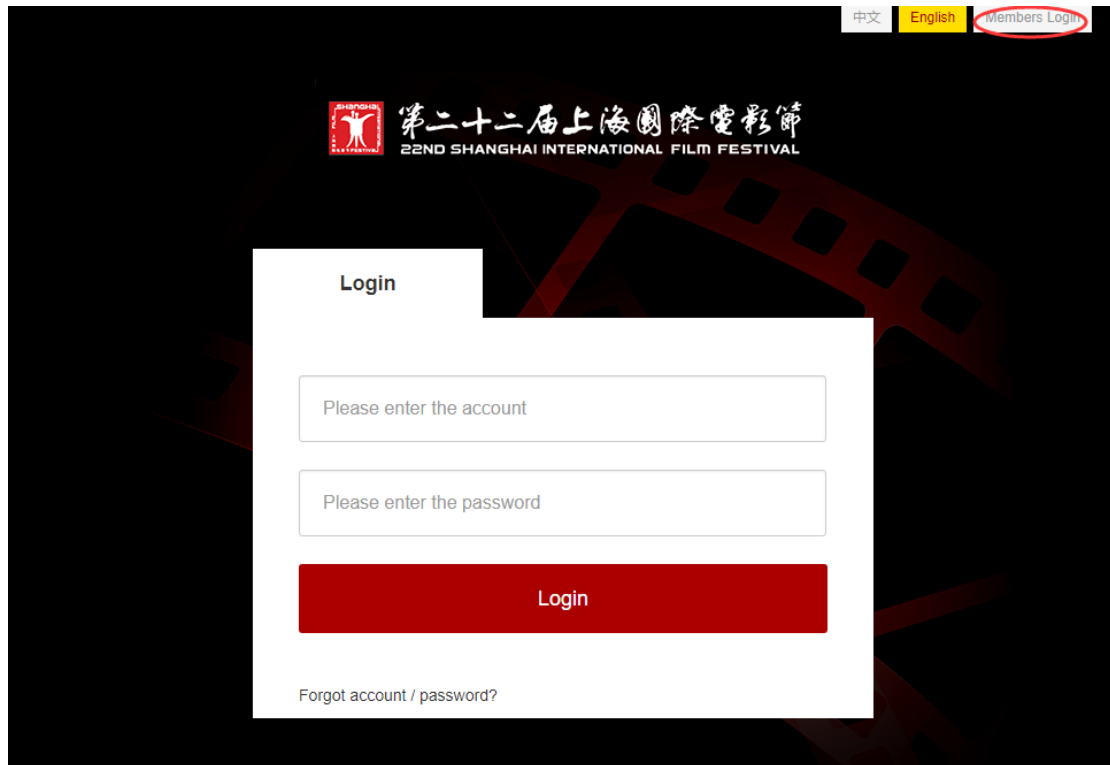 中文 English Members Login
第二十二届上海國際電影節
SHANGHAI
22ND SHANGHAI INTERNATIONAL FILM FESTIVAL
Login
Please enter the account
Please enter the password
Login
Forgot account / password?